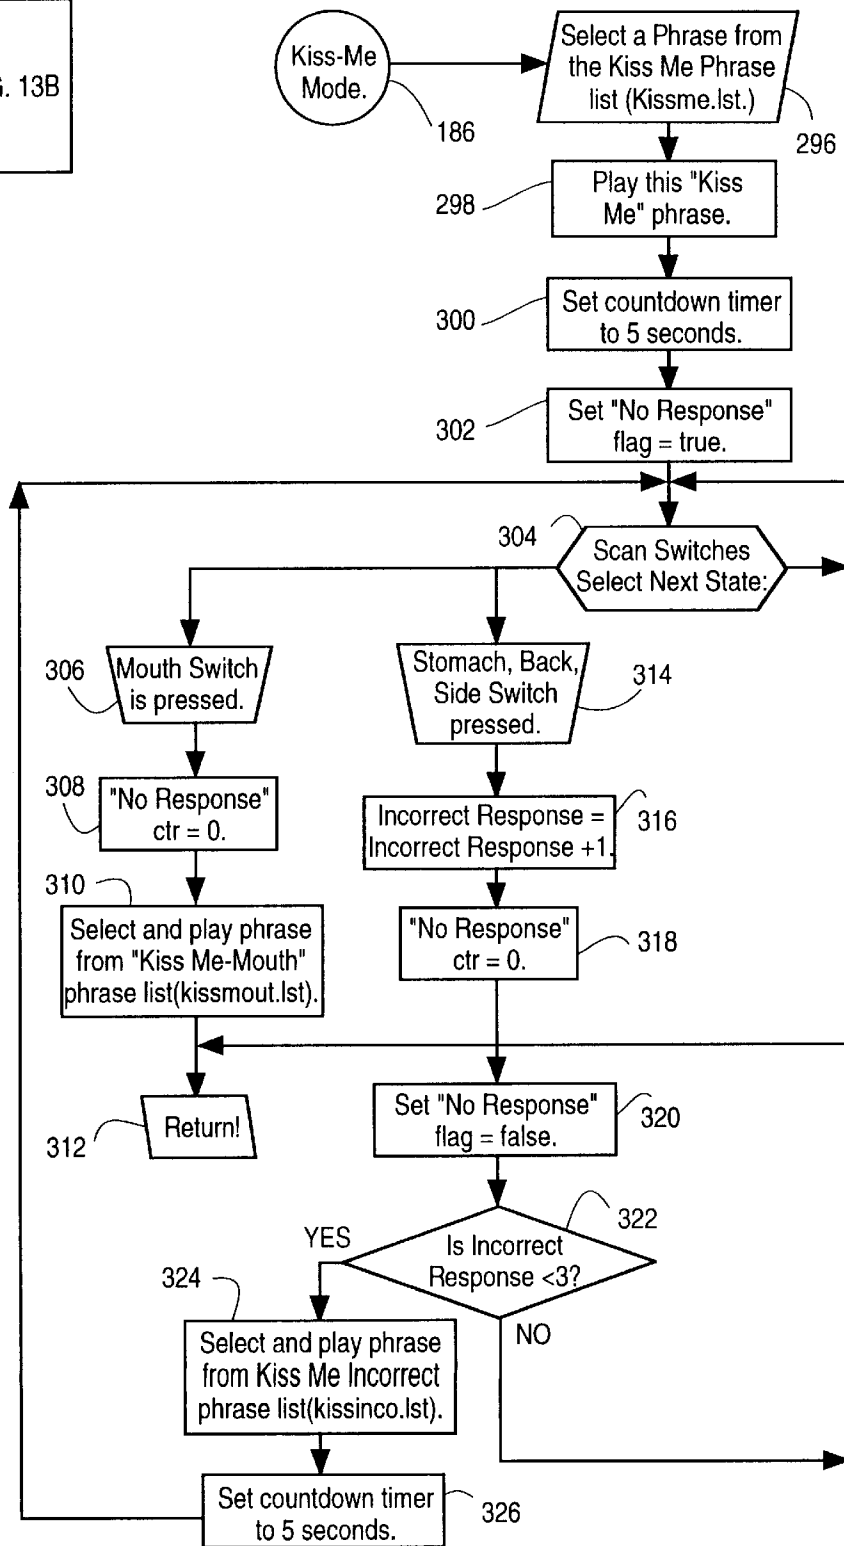 13B
Kiss-Me
Mode.
186
Select a Phrase from
the Kiss Me Phrase
list (Kissme.lst.)
296
298
Play this "Kiss
Me" phrase.
300
Set countdown timer
to 5 seconds.
302
Set "No Response"
flag = true.
304
Scan Switches
Select Next State:
306
Mouth Switch
is pressed.
Stomach, Back,
Side Switch
pressed.
314
308
"No Response"
ctr = 0.
Incorrect Response =
Incorrect Response +1.
316
310
Select and play phrase
from "Kiss Me-Mouth"
phrase list(kissmout.lst).
"No Response"
ctr = 0.
318
312
Return!
Set "No Response"
flag = false.
320
322
Is Incorrect
Response <3?
YES
NO
324
Select and play phrase
from Kiss Me Incorrect
phrase list(kissinco.lst).
Set countdown timer
to 5 seconds.
326